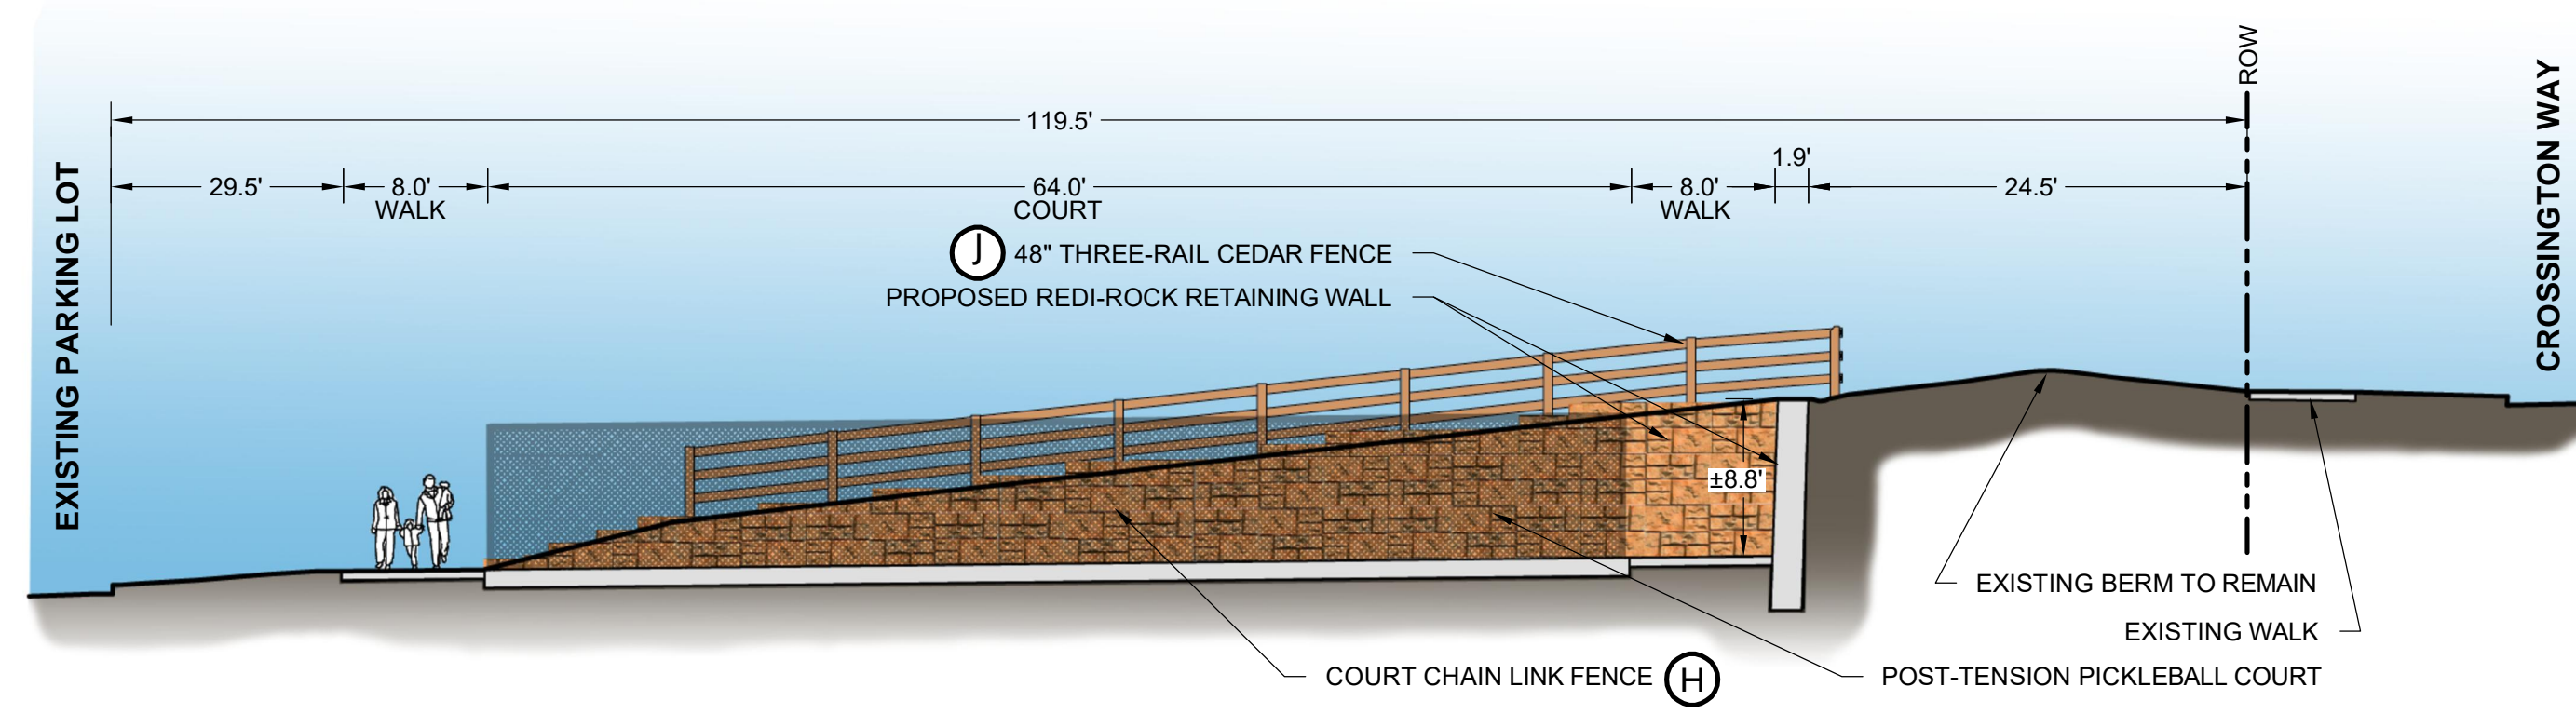 ROW
EXISTING PARKING LOT
CROSSINGTON WAY
119.5'
1.9'
29.5'
8.0'
WALK
64.0'
COURT
8.0'
WALK
24.5'
J 48" THREE-RAIL CEDAR FENCE
PROPOSED REDI-ROCK RETAINING WALL
±8.8'
EXISTING BERM TO REMAIN
EXISTING WALK
COURT CHAIN LINK FENCE H
POST-TENSION PICKLEBALL COURT